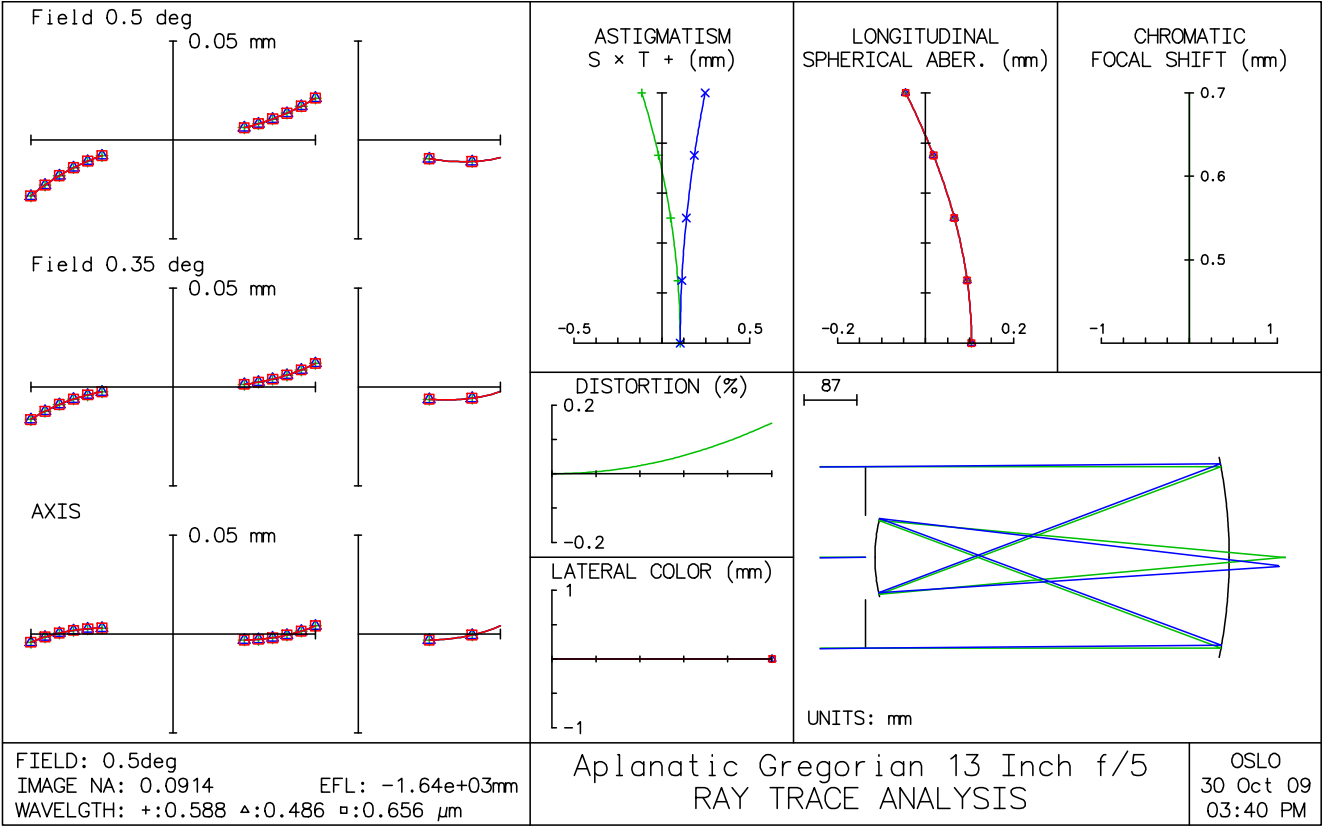 Field 0.5 deg
0.05 mm
Field 0.35 deg
0.05 mm
AXIS
0.05 mm
ASTIGMATISM
S × T + (mm)
-0.5 0.5
LONGITUDINAL
SPHERICAL ABER. (mm)
-0.2 0.2
CHROMATIC
FOCAL SHIFT (mm)
0.7
0.6
0.5
-1 1
DISTORTION (%)
0.2
-0.2
LATERAL COLOR (mm)
1
-1
87
UNITS: mm
FIELD: 0.5deg
IMAGE NA: 0.0914 EFL: -1.64e+03mm
WAVELGTH: +:0.588 ▵:0.486 ▫:0.656 µm
Aplanatic Gregorian 13 Inch f/5
RAY TRACE ANALYSIS
OSLO
30 Oct 09
03:40 PM